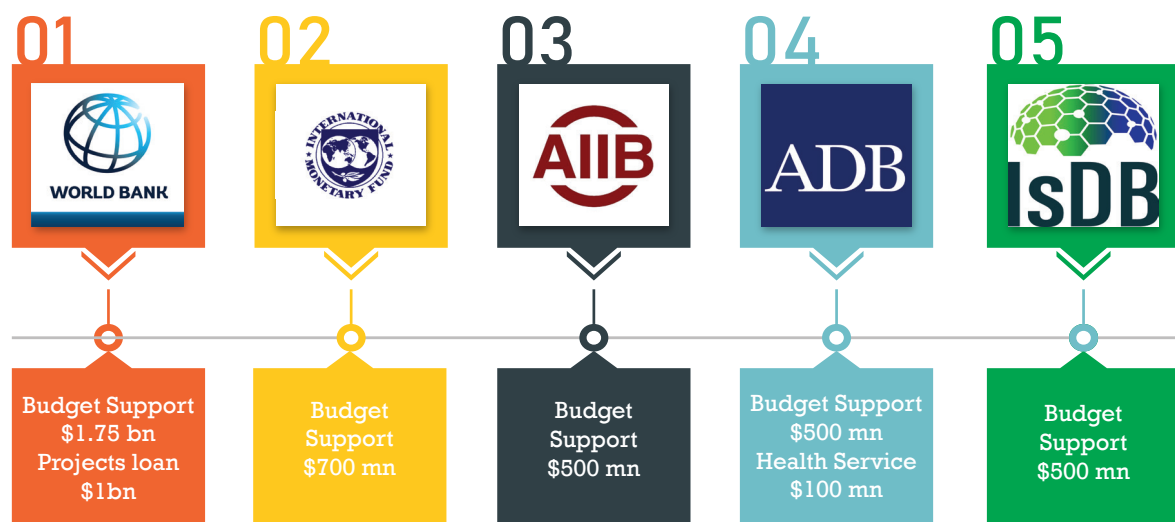 01
WORLD BANK
Budget Support
$1.75 bn
Projects loan
$1bn
02
INTERNATIONAL
MONETARY FUND
Budget
Support
$700 mn
03
AIIB
Budget
Support
$500 mn
04
ADB
Budget Support
$500 mn
Health Service
$100 mn
05
IsDB
Budget
Support
$500 mn